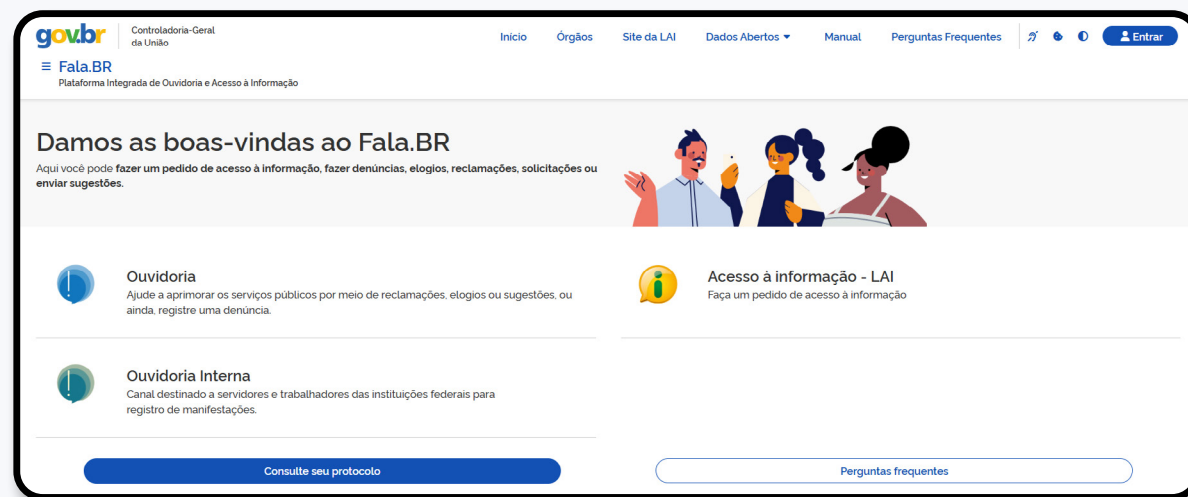 gov.br
Controladoria-Geral
da União
Início
Órgãos
Site da LAI
Dados Abertos
Manual
Perguntas Frequentes
Entrar
Fala.BR
Plataforma Integrada de Ouvidoria e Acesso à Informação
Damos as boas-vindas ao Fala.BR
Aqui você pode fazer um pedido de acesso à informação, fazer denúncias, elogios, reclamações, solicitações ou
enviar sugestões.
Ouvidoria
Ajude a aprimorar os serviços públicos por meio de reclamações, elogios ou sugestões, ou
ainda, registre uma denúncia.
Acesso à informação - LAI
Faça um pedido de acesso à informação
Ouvidoria Interna
Canal destinado a servidores e trabalhadores das instituições federais para
registro de manifestações.
Consulte seu protocolo
Perguntas frequentes